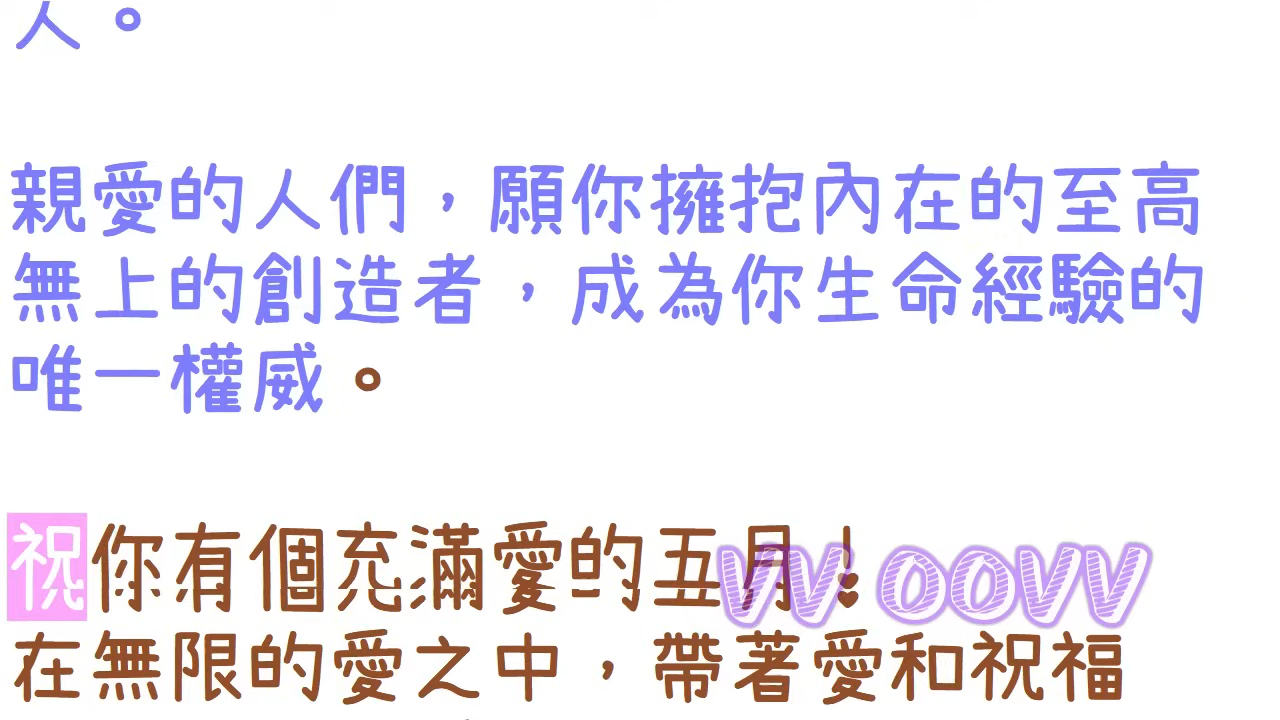 人。
親愛的人們，願你擁抱內在的至高
無上的創造者，成為你生命經驗的
唯一權威。
祝你有個充滿愛的五月！
VV OOVV
在無限的愛之中，帶著愛和祝福